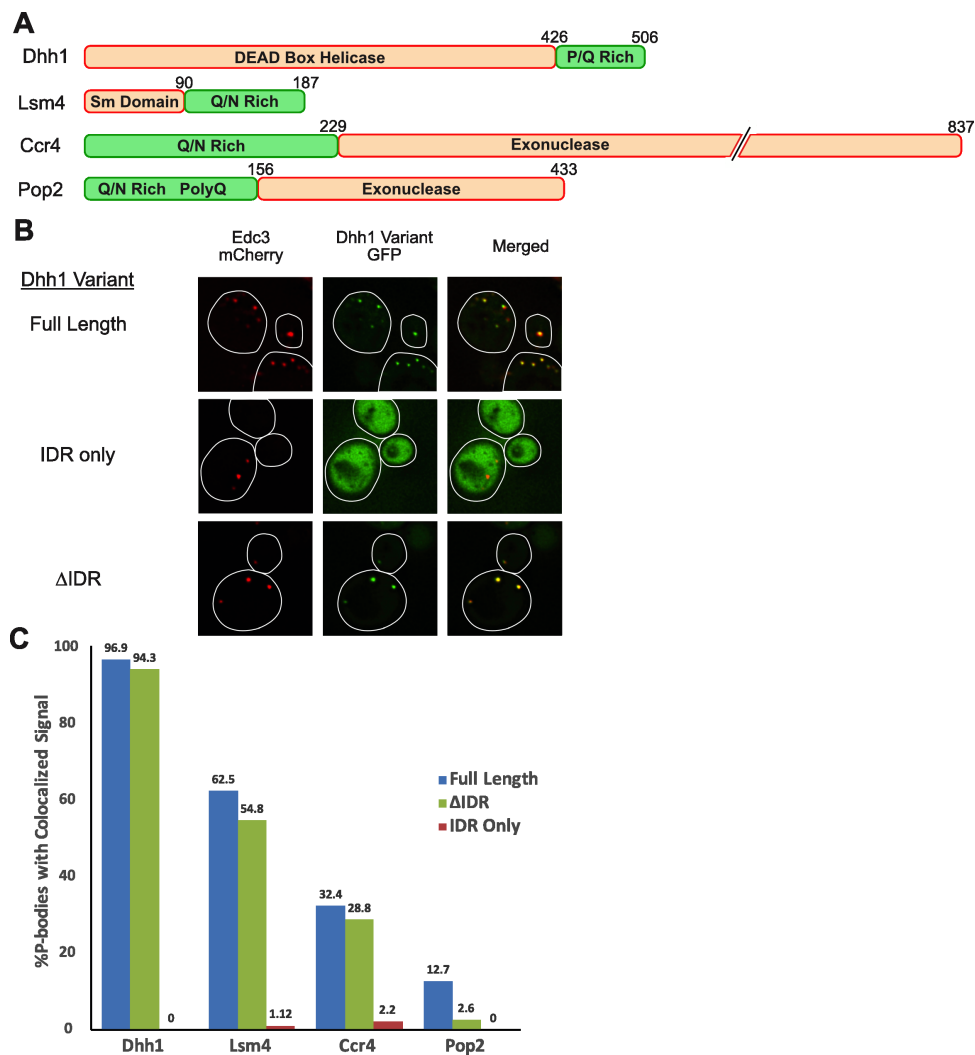 A
Dhh1 DEAD Box Helicase 426 P/Q Rich 506
Lsm4 Sm Domain 90 Q/N Rich 187
Ccr4 Q/N Rich 229 Exonuclease 837
Pop2 Q/N Rich PolyQ 156 Exonuclease 433
B
Edc3 mCherry
Dhh1 Variant GFP
Merged
Dhh1 Variant
Full Length
IDR only
ΔIDR
C
%P-bodies with Colocalized Signal
100
80
60
40
20
0
96.9 94.3 0
62.5 54.8 1.12
32.4 28.8 2.2
12.7 2.6 0
Full Length
ΔIDR
IDR Only
Dhh1 Lsm4 Ccr4 Pop2